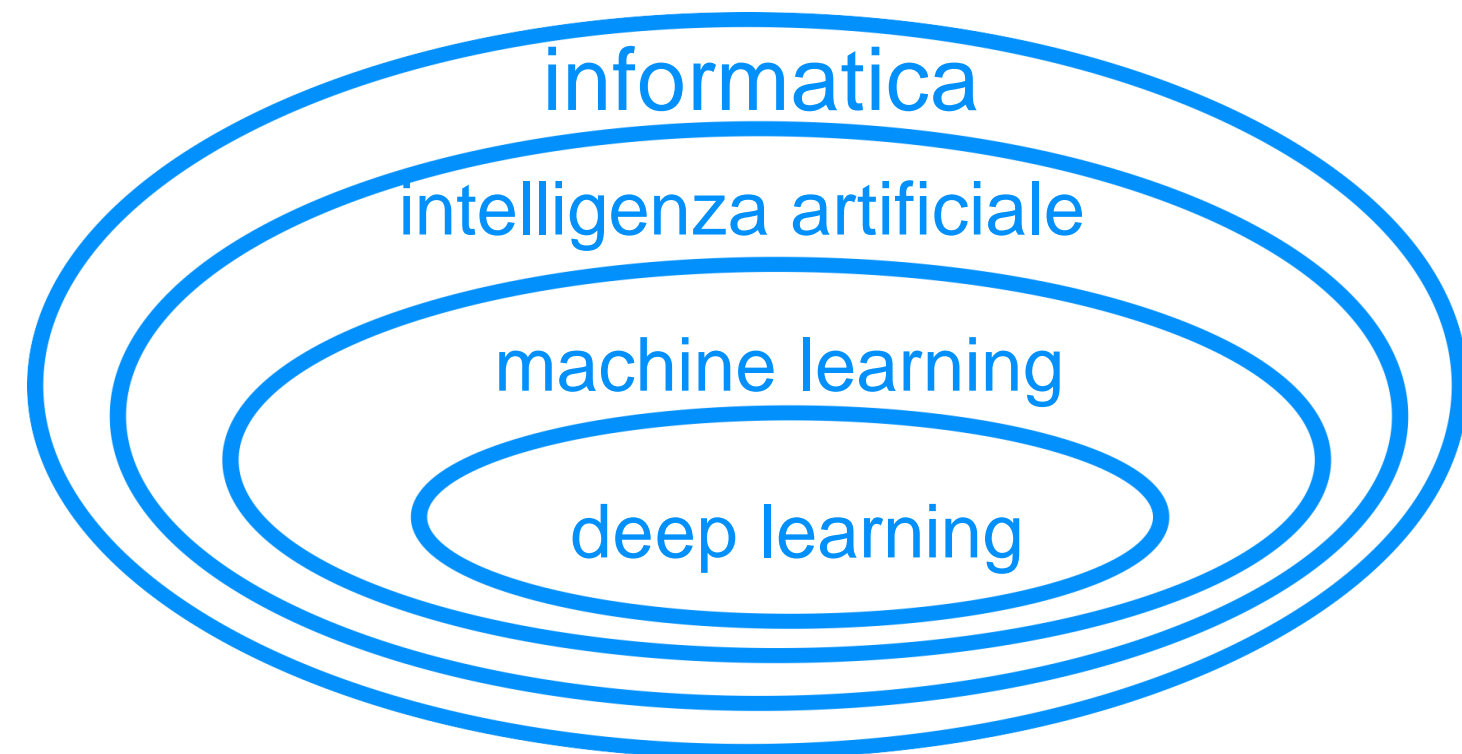 informatica
intelligenza artificiale
machine learning
deep learning